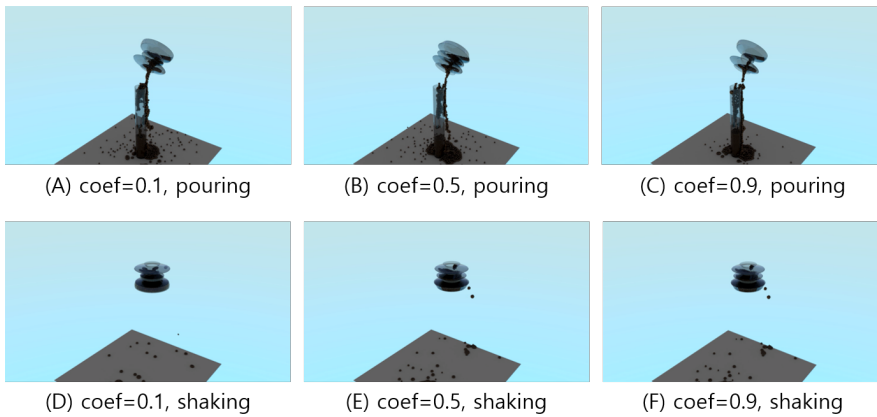 (A) coef=0.1, pouring
(B) coef=0.5, pouring
(C) coef=0.9, pouring
(D) coef=0.1, shaking
(E) coef=0.5, shaking
(F) coef=0.9, shaking